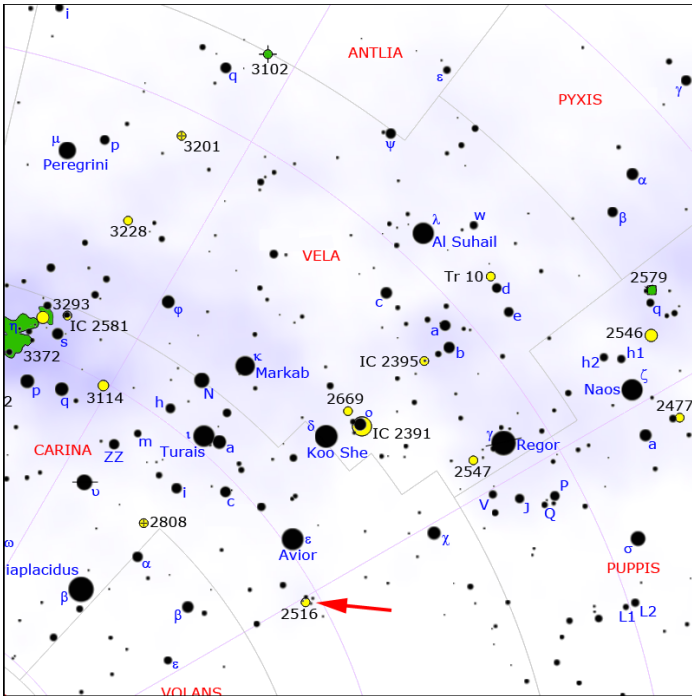 i
ANTLIA
3102
q
ε
γ
PYXIS
μ
p
3201
ψ
Peregrini
α
3228
λ
w
β
Al Suhail
VELA
Tr 10
d
2579
c
q
3293
φ
e
η
IC 2581
a
2546
s
b
h2
h1
3372
κ
IC 2395
Markab
ζ
p
N
Naos
2
q
3114
h
2669
ο
2477
ι
δ
IC 2391
γ
a
CARINA
m
Turais
a
Koo She
Regor
ZZ
2547
υ
i
c
V
J
P
Q
2808
ω
ε
χ
σ
Avior
iaplacidus
α
PUPPIS
β
β
2516
L1
L2
ε
VOLANS